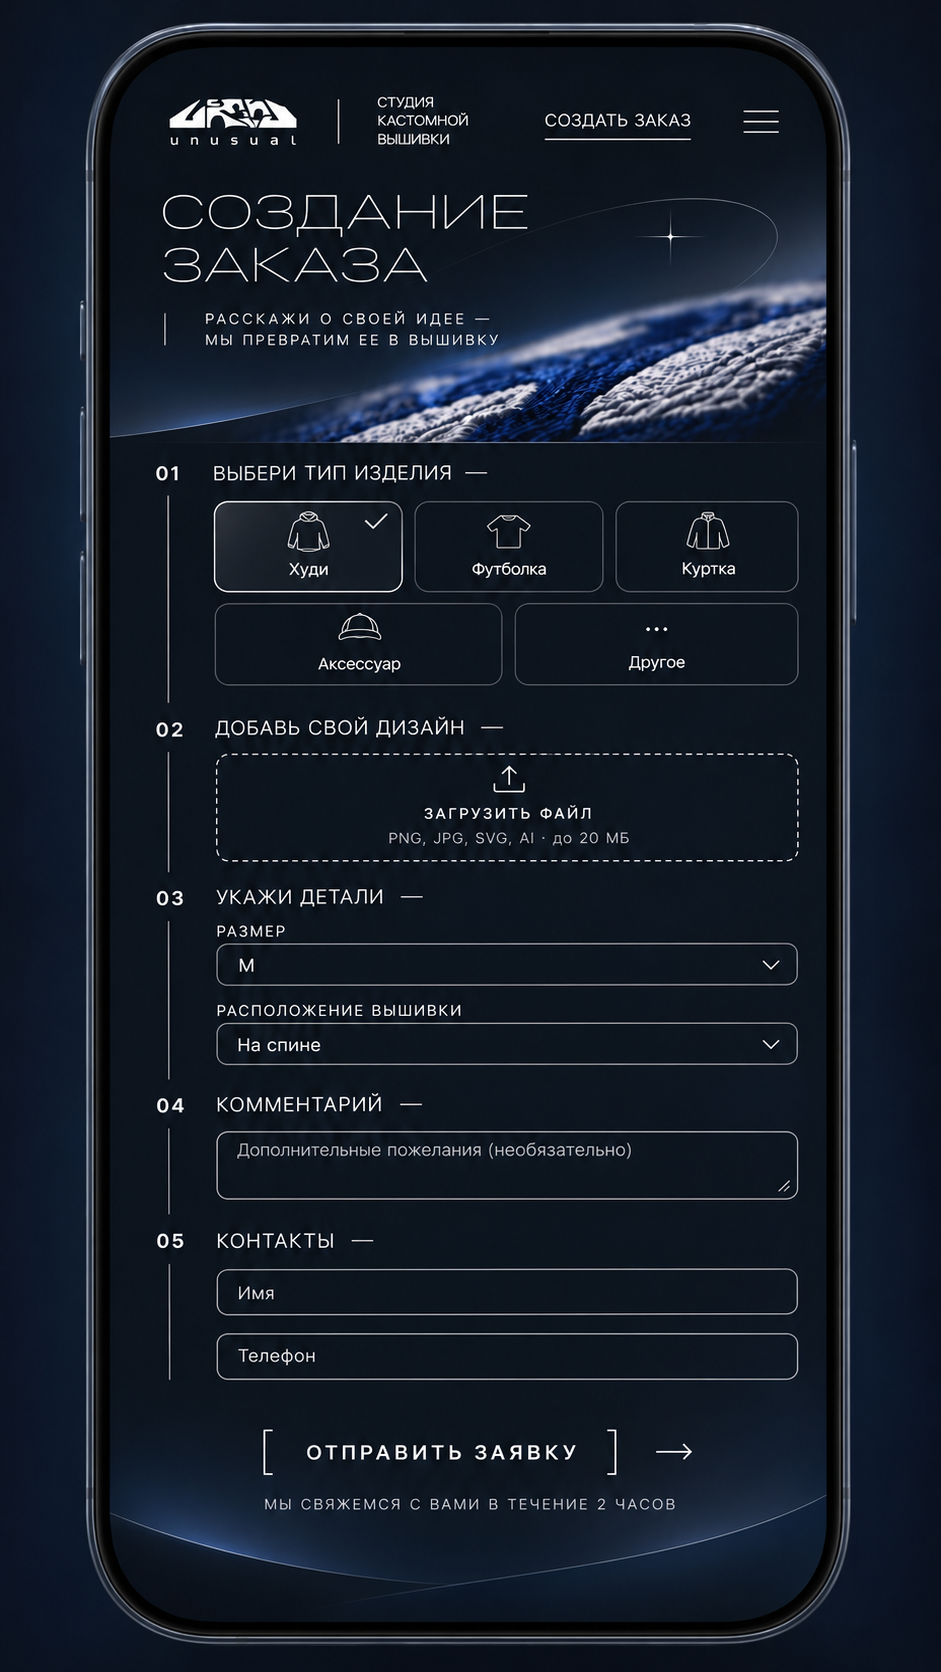 unusual
СТУДИЯ
КАСТОМНОЙ
ВЫШИВКИ
СОЗДАТЬ ЗАКАЗ
СОЗДАНИЕ
ЗАКАЗА
РАССКАЖИ О СВОЕЙ ИДЕЕ —
МЫ ПРЕВРАТИМ ЕЕ В ВЫШИВКУ
01 ВЫБЕРИ ТИП ИЗДЕЛИЯ —
Худи
Футболка
Куртка
Аксессуар
Другое
02 ДОБАВЬ СВОЙ ДИЗАЙН —
ЗАГРУЗИТЬ ФАЙЛ
PNG, JPG, SVG, AI · до 20 МБ
03 УКАЖИ ДЕТАЛИ —
РАЗМЕР
M
РАСПОЛОЖЕНИЕ ВЫШИВКИ
На спине
04 КОММЕНТАРИЙ —
Дополнительные пожелания (необязательно)
05 КОНТАКТЫ —
Имя
Телефон
[ ОТПРАВИТЬ ЗАЯВКУ ] →
МЫ СВЯЖЕМСЯ С ВАМИ В ТЕЧЕНИЕ 2 ЧАСОВ